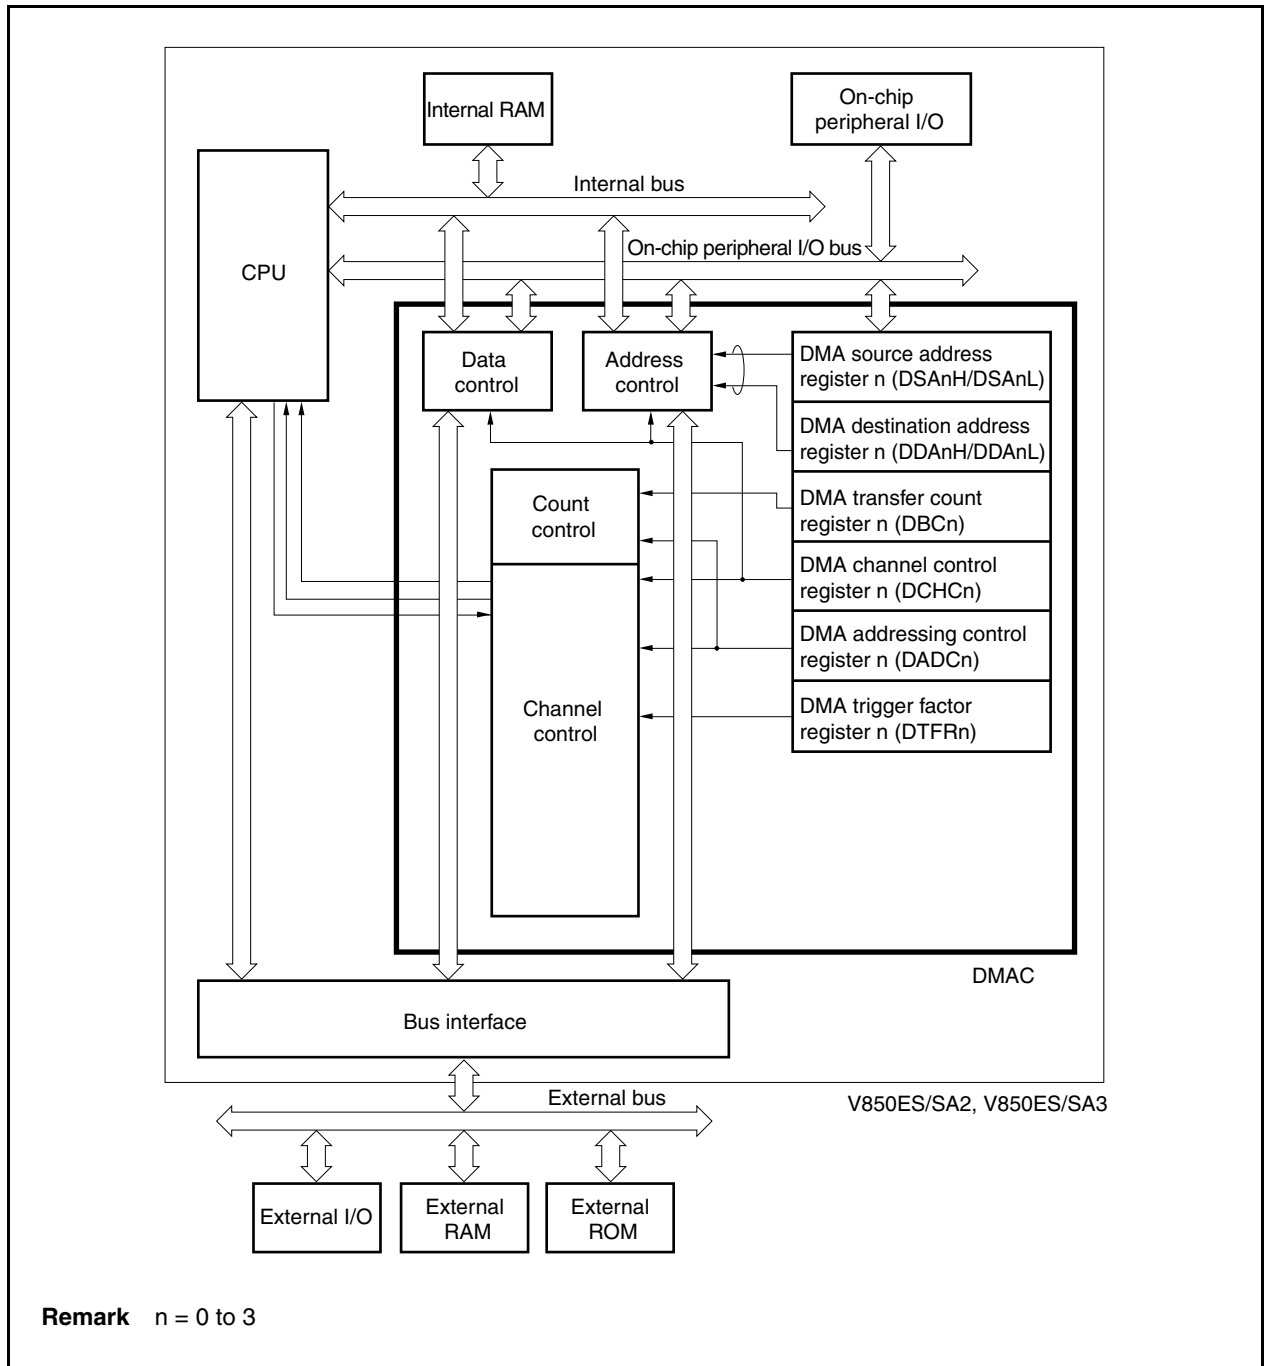 Internal RAM
On-chip
peripheral I/O
Internal bus
On-chip peripheral I/O bus
CPU
Data
control
Address
control
DMA source address
register n (DSAnH/DSAnL)
DMA destination address
register n (DDAnH/DDAnL)
Count
control
DMA transfer count
register n (DBCn)
DMA channel control
register n (DCHCn)
DMA addressing control
register n (DADCn)
Channel
control
DMA trigger factor
register n (DTFRn)
DMAC
Bus interface
External bus
V850ES/SA2, V850ES/SA3
External I/O
External
RAM
External
ROM
Remark n = 0 to 3